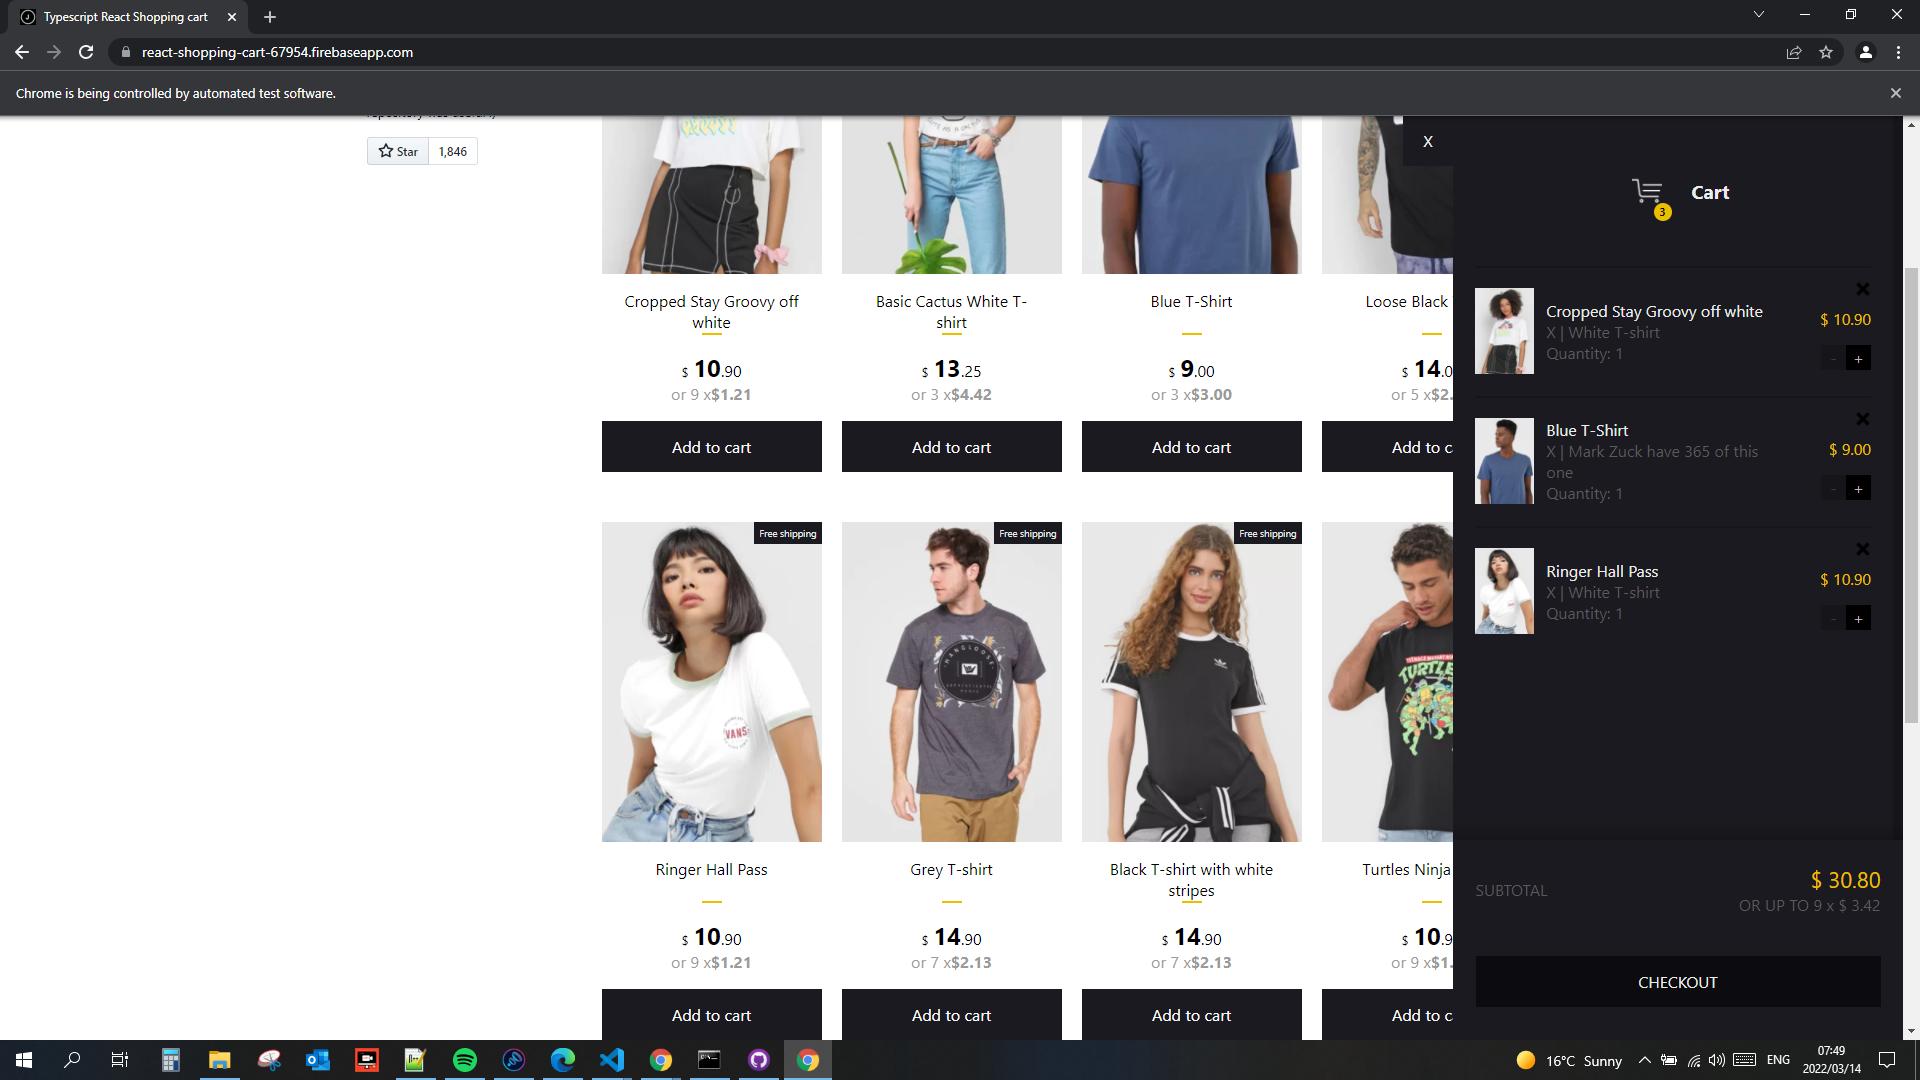 Typescript React Shopping cart
react-shopping-cart-67954.firebaseapp.com
Chrome is being controlled by automated test software.
Star 1,846
X
Cart
3
Cropped Stay Groovy off white
$ 10.90
or 9 x$1.21
Add to cart
Basic Cactus White T-
shirt
$ 13.25
or 3 x$4.42
Add to cart
Blue T-Shirt
$ 9.00
or 3 x$3.00
Add to cart
Loose Black
$ 14.0
or 5 x$2.
Add to c
Free shipping
VANS
Ringer Hall Pass
$ 10.90
or 9 x$1.21
Add to cart
Free shipping
HANGLOOSE
Grey T-shirt
$ 14.90
or 7 x$2.13
Add to cart
Free shipping
Black T-shirt with white
stripes
$ 14.90
or 7 x$2.13
Add to cart
TURTLES
Turtles Ninja
$ 10.9
or 9 x$1.
Add to c
Cropped Stay Groovy off white
X | White T-shirt
Quantity: 1
$ 10.90
- +
Blue T-Shirt
X | Mark Zuck have 365 of this
one
Quantity: 1
$ 9.00
- +
Ringer Hall Pass
X | White T-shirt
Quantity: 1
$ 10.90
- +
SUBTOTAL
$ 30.80
OR UP TO 9 x $ 3.42
CHECKOUT
16°C Sunny
ENG
07:49
2022/03/14